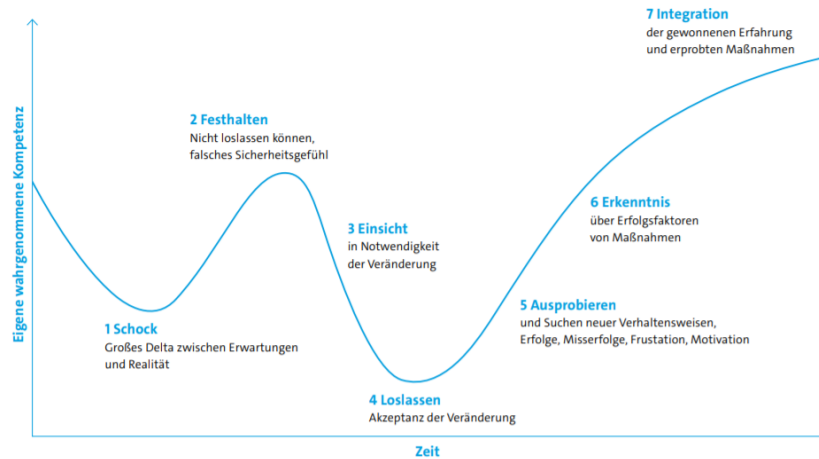 7 Integration
der gewonnenen Erfahrung
und erprobten Maßnahmen
2 Festhalten
Nicht loslassen können,
falsches Sicherheitsgefühl
Eigene wahrgenommene Kompetenz
3 Einsicht
in Notwendigkeit
der Veränderung
6 Erkenntnis
über Erfolgsfaktoren
von Maßnahmen
1 Schock
Großes Delta zwischen Erwartungen
und Realität
5 Ausprobieren
und Suchen neuer Verhaltensweisen,
Erfolge, Misserfolge, Frustation, Motivation
4 Loslassen
Akzeptanz der Veränderung
Zeit